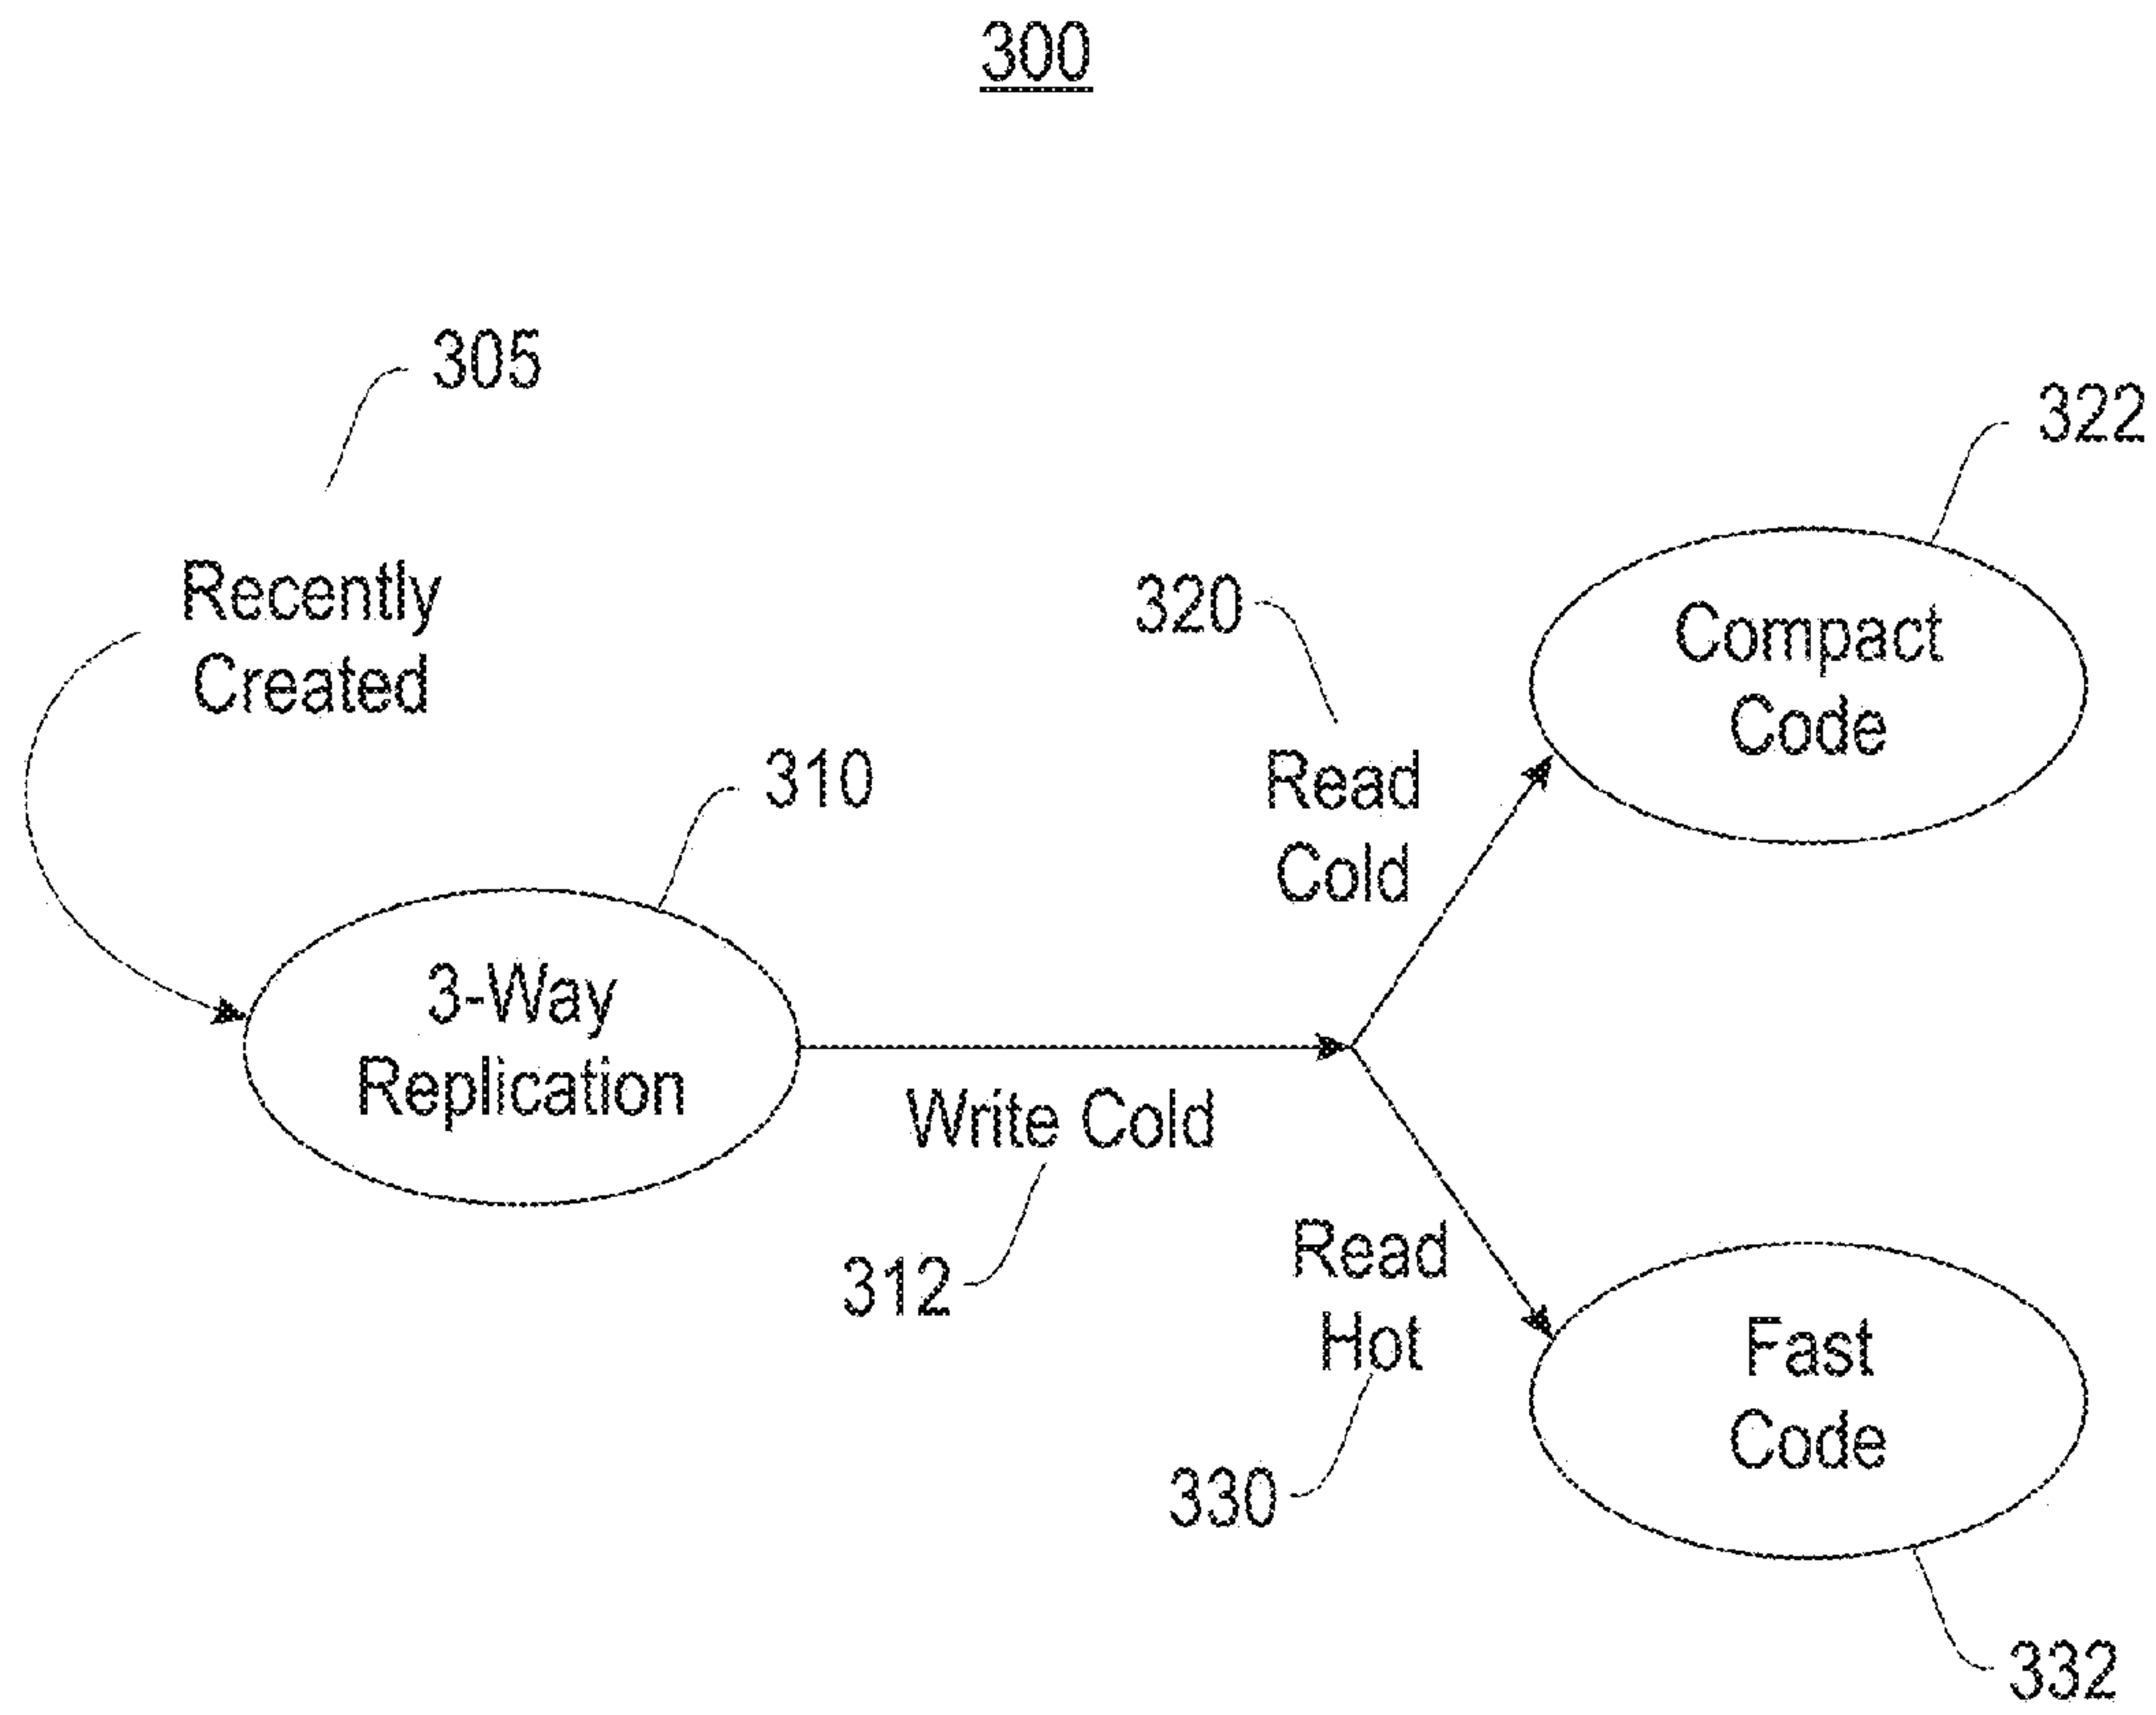 300
305
Recently
Created
310
3-Way
Replication
Write Cold
312
320
Read
Cold
322
Compact
Code
Read
Hot
330
Fast
Code
332